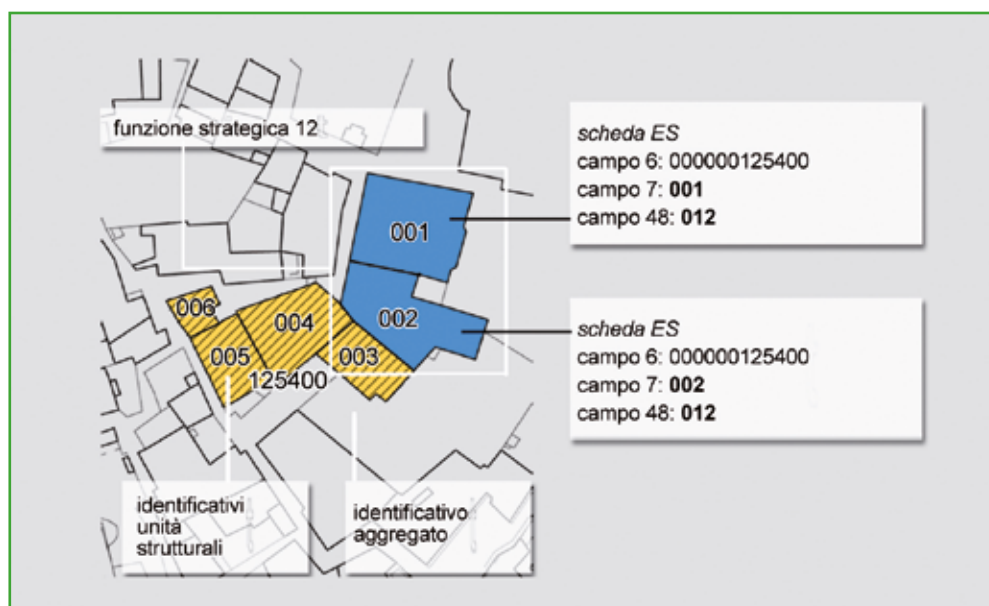 funzione strategica 12
scheda ES
campo 6: 000000125400
campo 7: 001
campo 48: 012
001
002
006
004
005
003
125400
scheda ES
campo 6: 000000125400
campo 7: 002
campo 48: 012
identificativi
unità
strutturali
identificativo
aggregato